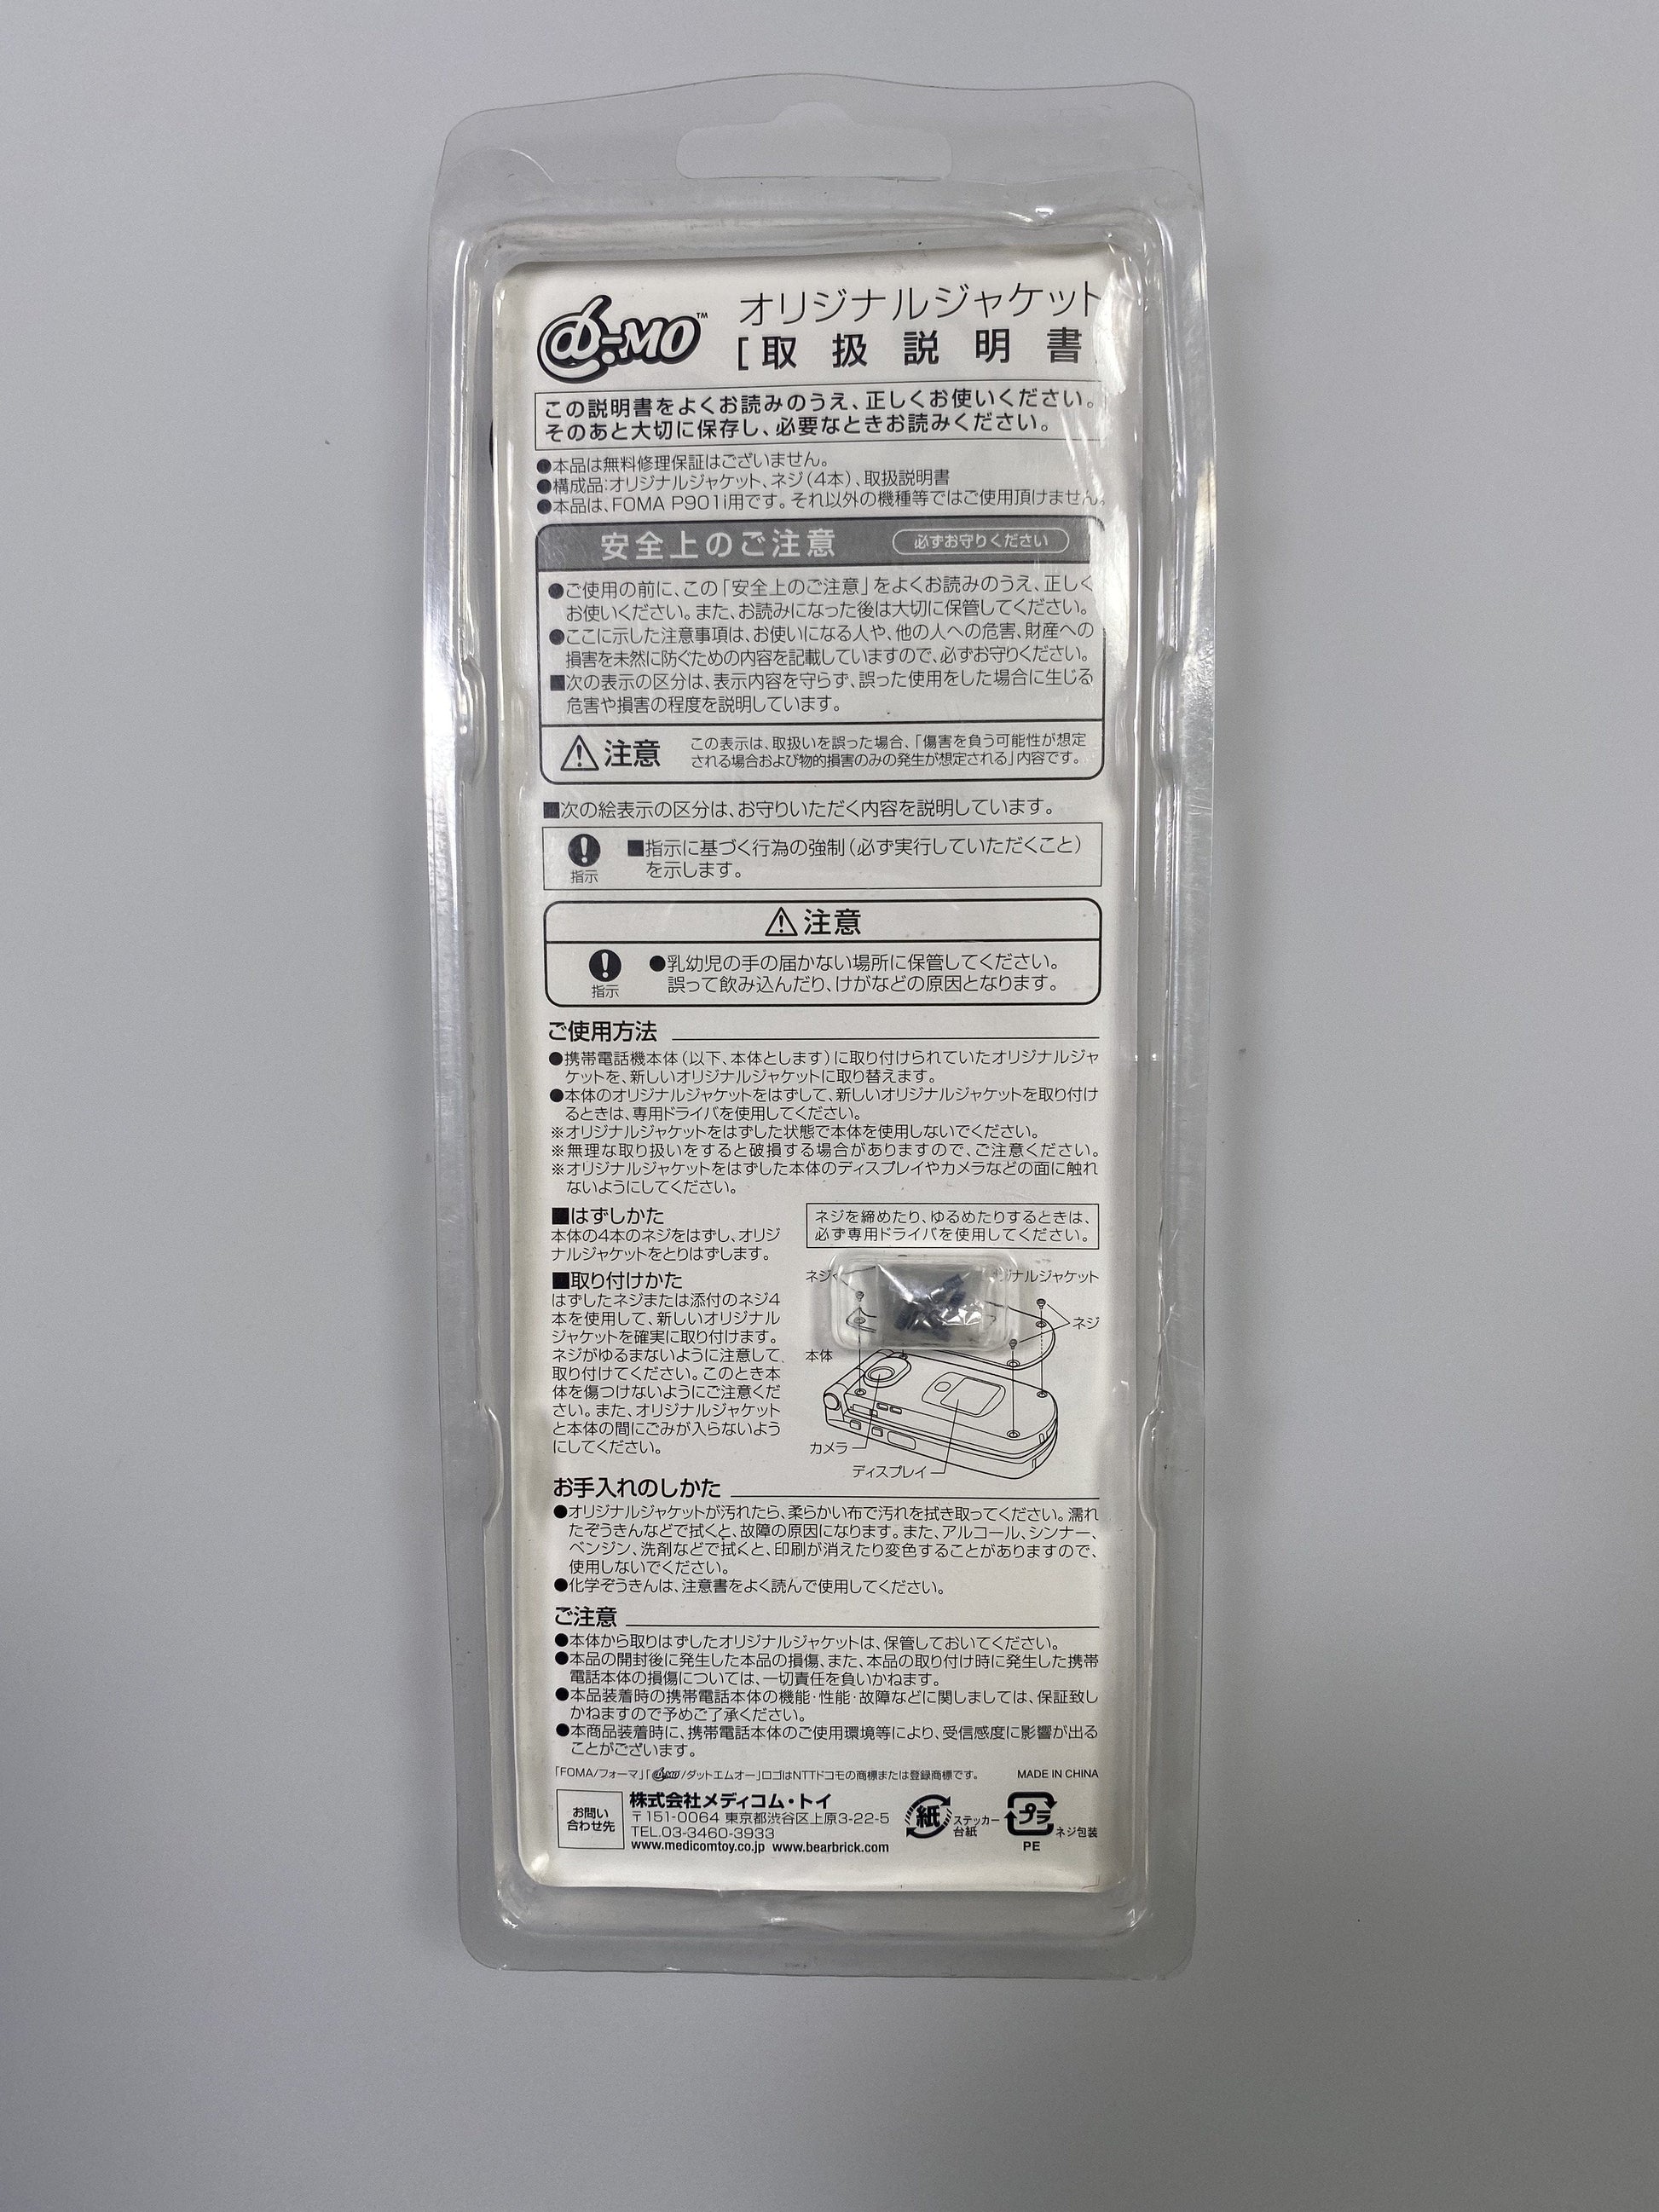 d.-MO™
オリジナルジャケット
[取扱説明書
この説明書をよくお読みのうえ、正しくお使いください。
そのあと大切に保存し、必要なときお読みください。
●本品は無料修理保証はございません。
●構成品:オリジナルジャケット、ネジ(4本)、取扱説明書
●本品は、FOMA P901i用です。それ以外の機種等ではご使用頂けません。
安全上のご注意 必ずお守りください
●ご使用の前に、この「安全上のご注意」をよくお読みのうえ、正しく
お使いください。また、お読みになった後は大切に保管してください。
●ここに示した注意事項は、お使いになる人や、他の人への危害、財産への
損害を未然に防ぐための内容を記載していますので、必ずお守りください。
■次の表示の区分は、表示内容を守らず、誤った使用をした場合に生じる
危害や損害の程度を説明しています。
注意
この表示は、取扱いを誤った場合、「傷害を負う可能性が想定
される場合および物的損害のみの発生が想定される」内容です。
■次の絵表示の区分は、お守りいただく内容を説明しています。
指示
■指示に基づく行為の強制(必ず実行していただくこと)
を示します。
注意
指示
●乳幼児の手の届かない場所に保管してください。
誤って飲み込んだり、けがなどの原因となります。
ご使用方法
●携帯電話機本体(以下、本体とします)に取り付けられていたオリジナルジャ
ケットを、新しいオリジナルジャケットに取り替えます。
●本体のオリジナルジャケットをはずして、新しいオリジナルジャケットを取り付け
るときは、専用ドライバを使用してください。
※オリジナルジャケットをはずした状態で本体を使用しないでください。
※無理な取り扱いをすると破損する場合がありますので、ご注意ください。
※オリジナルジャケットをはずした本体のディスプレイやカメラなどの面に触れ
ないようにしてください。
■はずしかた
本体の4本のネジをはずし、オリジ
ナルジャケットをとりはずします。
■取り付けかた
はずしたネジまたは添付のネジ4
本を使用して、新しいオリジナル
ジャケットを確実に取り付けます。
ネジがゆるまないように注意して
取り付けてください。このとき本
体を傷つけないようにご注意くだ
さい。また、オリジナルジャケット
と本体の間にごみが入らないよう
にしてください。
ネジを締めたり、ゆるめたりするときは、
必ず専用ドライバを使用してください。
ネジ
ナルジャケット
ネジ
本体
カメラ
ディスプレイ
お手入れのしかた
●オリジナルジャケットが汚れたら、柔らかい布で汚れを拭き取ってください。濡れ
たぞうきんなどで拭くと、故障の原因になります。また、アルコール、シンナー、
ベンジン、洗剤などで拭くと、印刷が消えたり変色することがありますので、
使用しないでください。
●化学ぞうきんは、注意書をよく読んで使用してください。
ご注意
●本体から取りはずしたオリジナルジャケットは、保管しておいてください。
●本品の開封後に発生した本品の損傷、また、本品の取り付け時に発生した携帯
電話本体の損傷については、一切責任を負いかねます。
●本品装着時の携帯電話本体の機能・性能・故障などに関しましては、保証致し
かねますので予めご了承ください。
●本商品装着時に、携帯電話本体のご使用環境等により、受信感度に影響が出る
ことがございます。
「FOMA/フォーマ」「d.-MO/ダットエムオー」ロゴはNTTドコモの商標または登録商標です。 MADE IN CHINA
お問い
合わせ先
株式会社メディコム・トイ
〒151-0064 東京都渋谷区上原3-22-5
TEL.03-3460-3933
www.medicomtoy.co.jp www.bearbrick.com
紙 ステッカー
台紙
プラ ネジ包装
PE